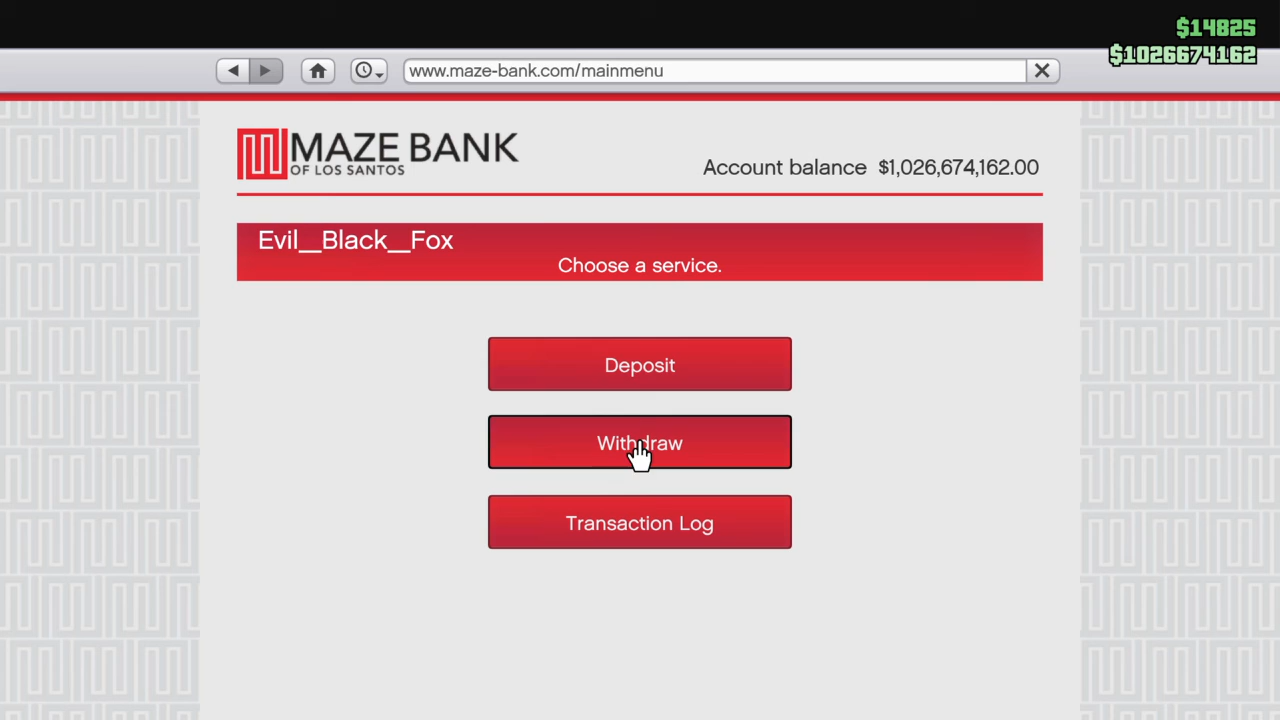 $14825
$1026674162
www.maze-bank.com/mainmenu
MAZE BANK
OF LOS SANTOS
Account balance $1,026,674,162.00
Evil__Black__Fox
Choose a service.
Deposit
Withdraw
Transaction Log